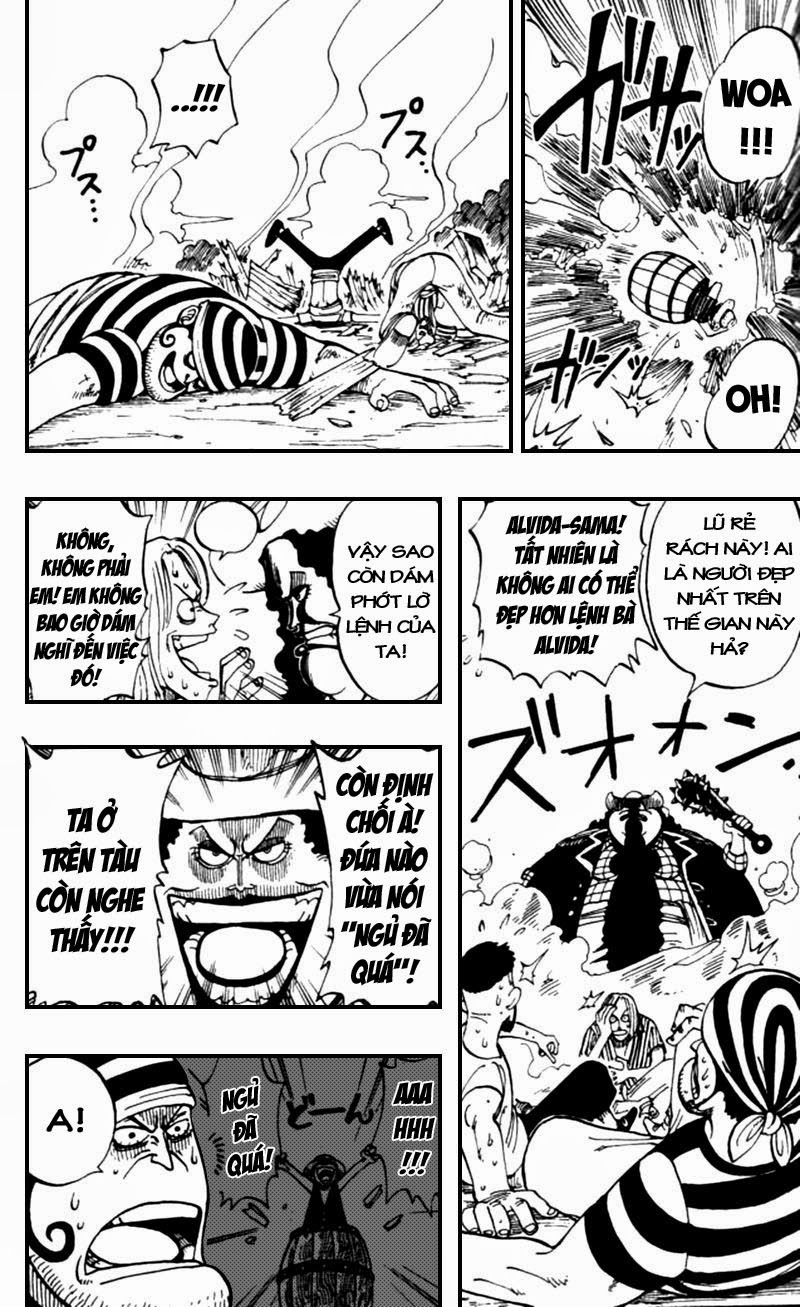 WOA
!!!
ガサッ
ガンッ
OH!
...!!!
プス...
プス...
LŨ RẺ
RÁCH NÀY! AI
LÀ NGƯỜI ĐẸP
NHẤT TRÊN
THẾ GIAN NÀY
HẢ?
ALVIDA-SAMA!
TẤT NHIÊN LÀ
KHÔNG AI CÓ THỂ
ĐẸP HƠN LỆNH BÀ
ALVIDA!
ズオオン...
VẬY SAO
CÒN DÁM
PHỚT LỜ
LỆNH CỦA
TA!
KHÔNG,
KHÔNG PHẢI
EM! EM KHÔNG
BAO GIỜ DÁM
NGHĨ ĐẾN VIỆC
ĐÓ!
CÒN ĐỊNH
CHỐI À!
ĐỨA NÀO
VỪA NÓI
"NGỦ ĐÃ
QUÁ"!
TA Ở
TRÊN TÀU
CÒN NGHE
THẤY!!!
AAA
HHH
!!!
どーん
NGỦ
ĐÃ
QUÁ!
A!